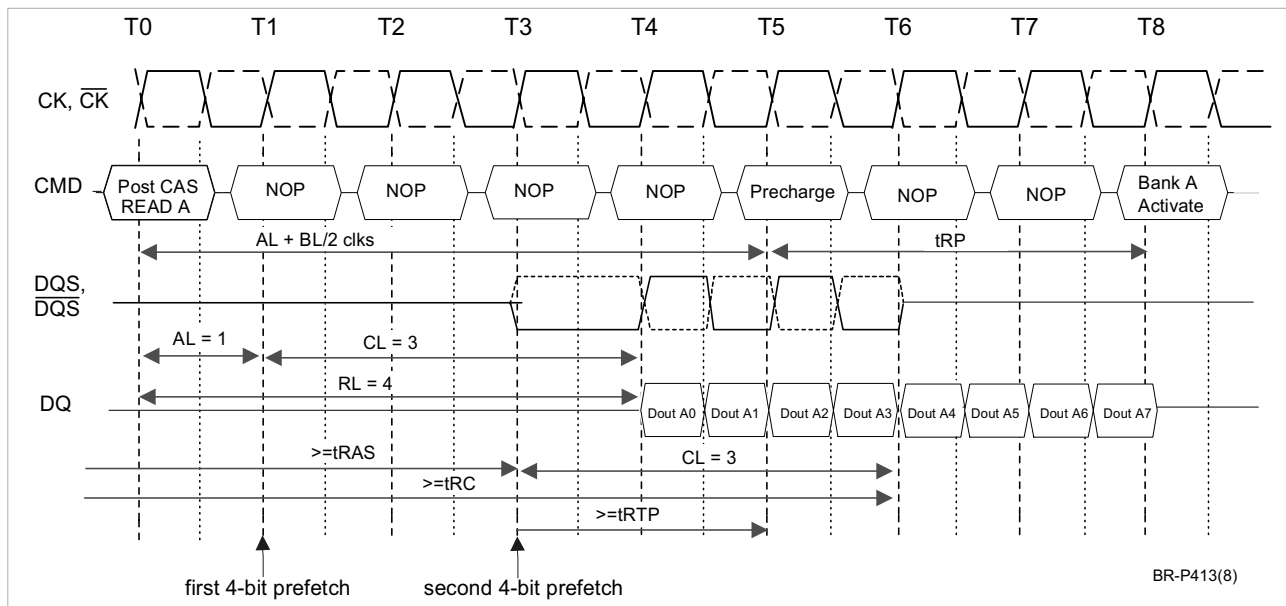 T0 T1 T2 T3 T4 T5 T6 T7 T8
CK, CK
CMD
Post CAS
READ A
NOP
NOP
NOP
NOP
Precharge
NOP
NOP
Bank A
Activate
AL + BL/2 clks
tRP
DQS,
DQS
AL = 1
CL = 3
RL = 4
DQ
Dout A0 Dout A1 Dout A2 Dout A3 Dout A4 Dout A5 Dout A6 Dout A7
>=tRAS
CL = 3
>=tRC
>=tRTP
first 4-bit prefetch
second 4-bit prefetch
BR-P413(8)